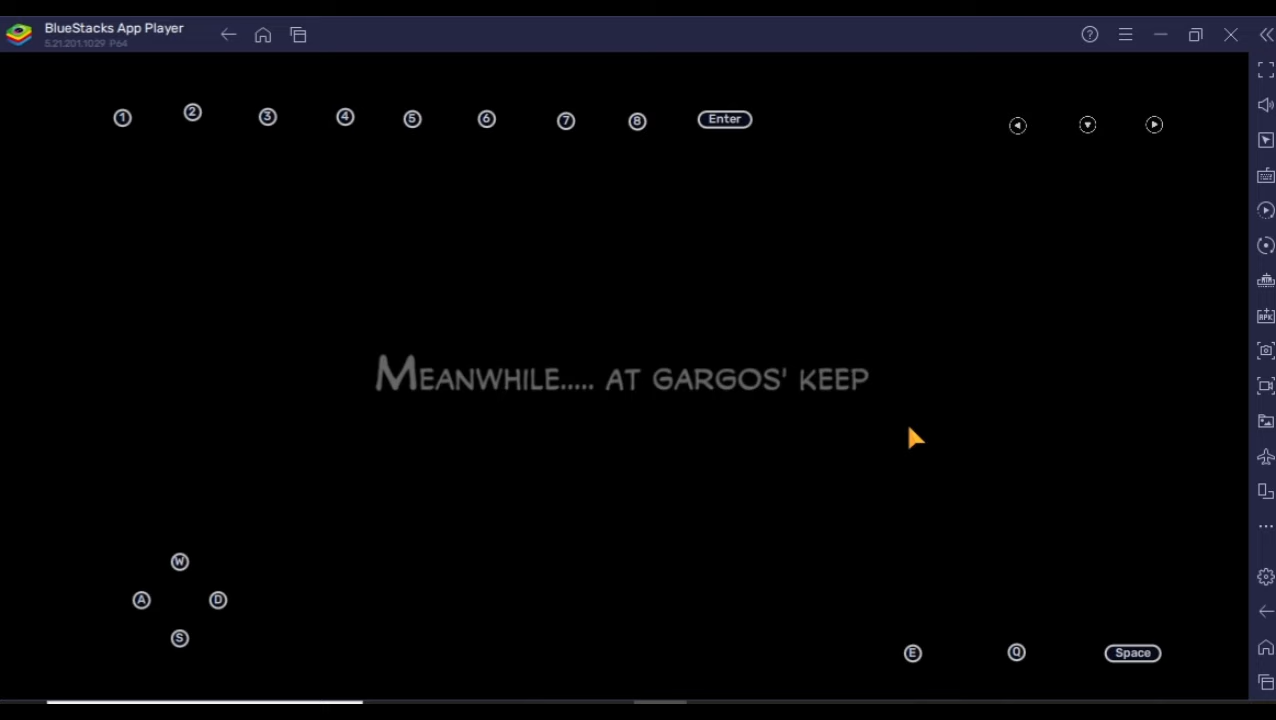 BlueStacks App Player
5.21.201.1029 P64
1 2 3 4 5 6 7 8 Enter
MEANWHILE..... AT GARGOS' KEEP
W
A D
S
E Q Space